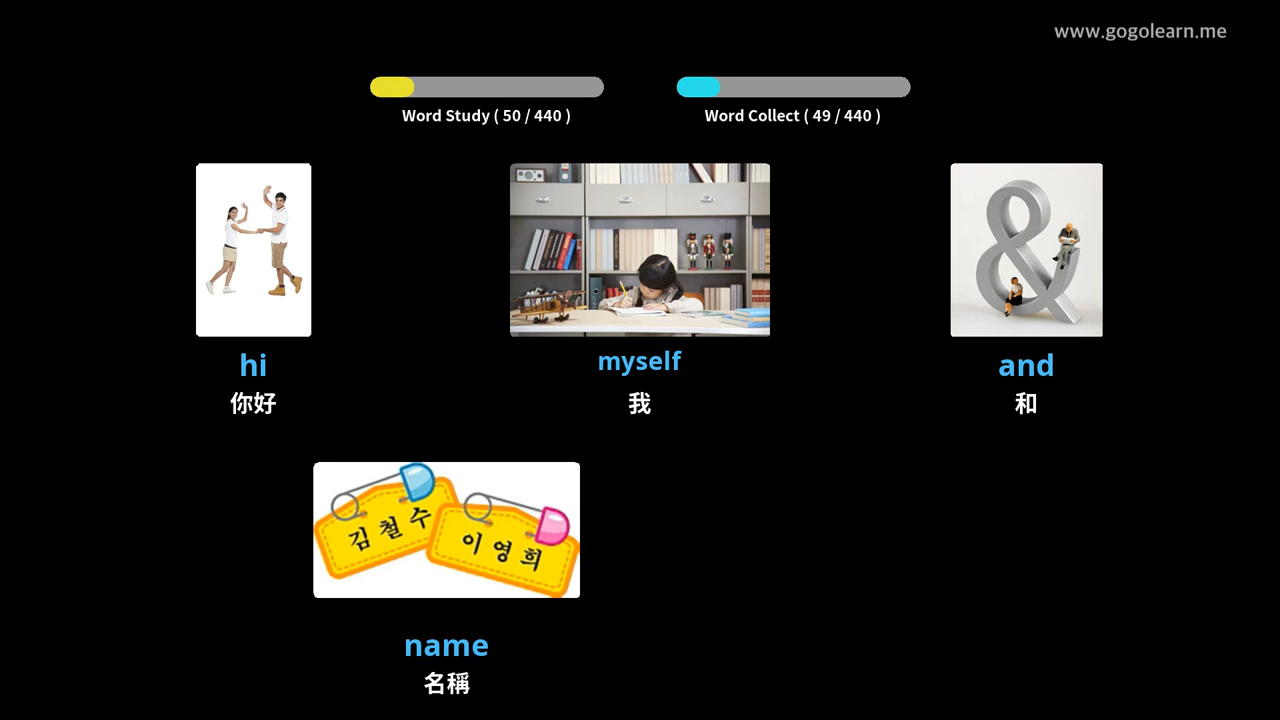 www.gogolearn.me
Word Study ( 50 / 440 )
Word Collect ( 49 / 440 )
hi
你好
myself
我
&
and
和
김철수
이영희
name
名稱